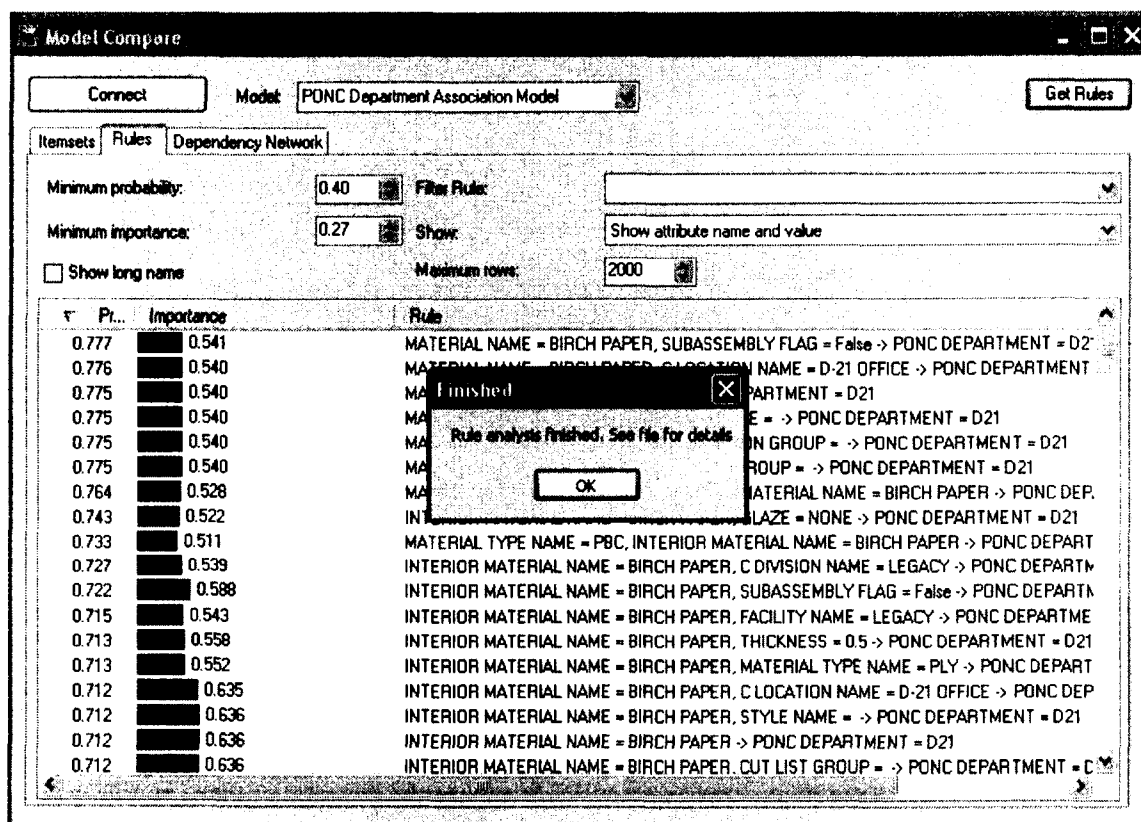 Model Compare
Connect Model: PONC Department Association Model Get Rules
Itemsets Rules Dependency Network
Minimum probability: 0.40 Filter Rule:
Minimum importance: 0.27 Show: Show attribute name and value
Show long name Maximum rows: 2000
Pr... Importance Rule
0.777 0.541 MATERIAL NAME = BIRCH PAPER, SUBASSEMBLY FLAG = False -> PONC DEPARTMENT =
0.776 0.540 N NAME = D-21 OFFICE -> PONC DEPARTMENT
0.775 0.540 MA PARTMENT = D21
0.775 0.540 MA E = -> PONC DEPARTMENT = D21
0.775 0.540 MA N GROUP = -> PONC DEPARTMENT = D21
0.775 0.540 MA ROUP = -> PONC DEPARTMENT = D21
0.764 0.528 MA MATERIAL NAME = BIRCH PAPER -> PONC DEP.
0.743 0.522 INT LAZE = NONE -> PONC DEPARTMENT = D21
0.733 0.511 MATERIAL TYPE NAME = PBC, INTERIOR MATERIAL NAME = BIRCH PAPER -> PONC DEPART
0.727 0.539 INTERIOR MATERIAL NAME = BIRCH PAPER, C DIVISION NAME = LEGACY -> PONC DEPARTM
0.722 0.588 INTERIOR MATERIAL NAME = BIRCH PAPER, SUBASSEMBLY FLAG = False -> PONC DEPARTM
0.715 0.543 INTERIOR MATERIAL NAME = BIRCH PAPER, FACILITY NAME = LEGACY -> PONC DEPARTME
0.713 0.558 INTERIOR MATERIAL NAME = BIRCH PAPER, THICKNESS = 0.5 -> PONC DEPARTMENT = D21
0.713 0.552 INTERIOR MATERIAL NAME = BIRCH PAPER, MATERIAL TYPE NAME = PLY -> PONC DEPART
0.712 0.635 INTERIOR MATERIAL NAME = BIRCH PAPER, C LOCATION NAME = D-21 OFFICE -> PONC DEP
0.712 0.636 INTERIOR MATERIAL NAME = BIRCH PAPER, STYLE NAME = -> PONC DEPARTMENT = D21
0.712 0.636 INTERIOR MATERIAL NAME = BIRCH PAPER -> PONC DEPARTMENT = D21
0.712 0.636 INTERIOR MATERIAL NAME = BIRCH PAPER, CUT LIST GROUP = -> PONC DEPARTMENT = D
Finished
Rule analysis finished. See file for details
OK